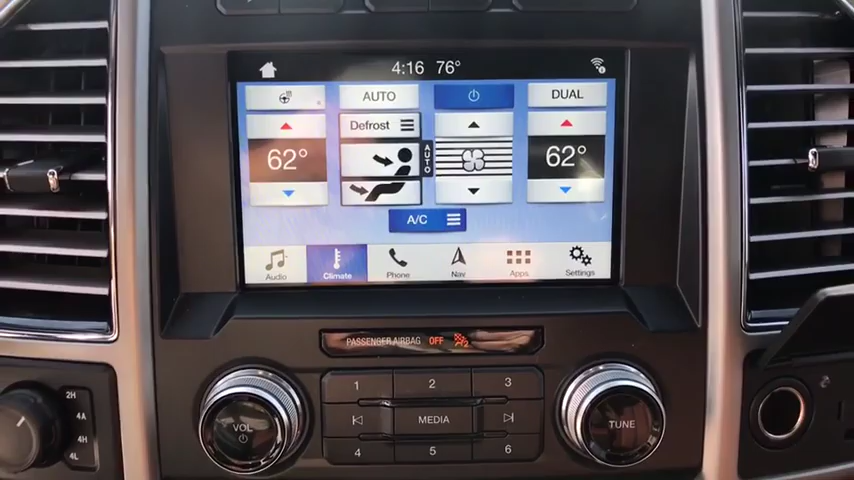 4:16 76°
AUTO
DUAL
Defrost
62°
AUTO
62°
A/C
Audio
Climate
Phone
Nav
Apps
Settings
PASSENGER AIRBAG OFF 2
1 2 3
VOL
MEDIA
TUNE
4 5 6
2H
4A
4H
4L